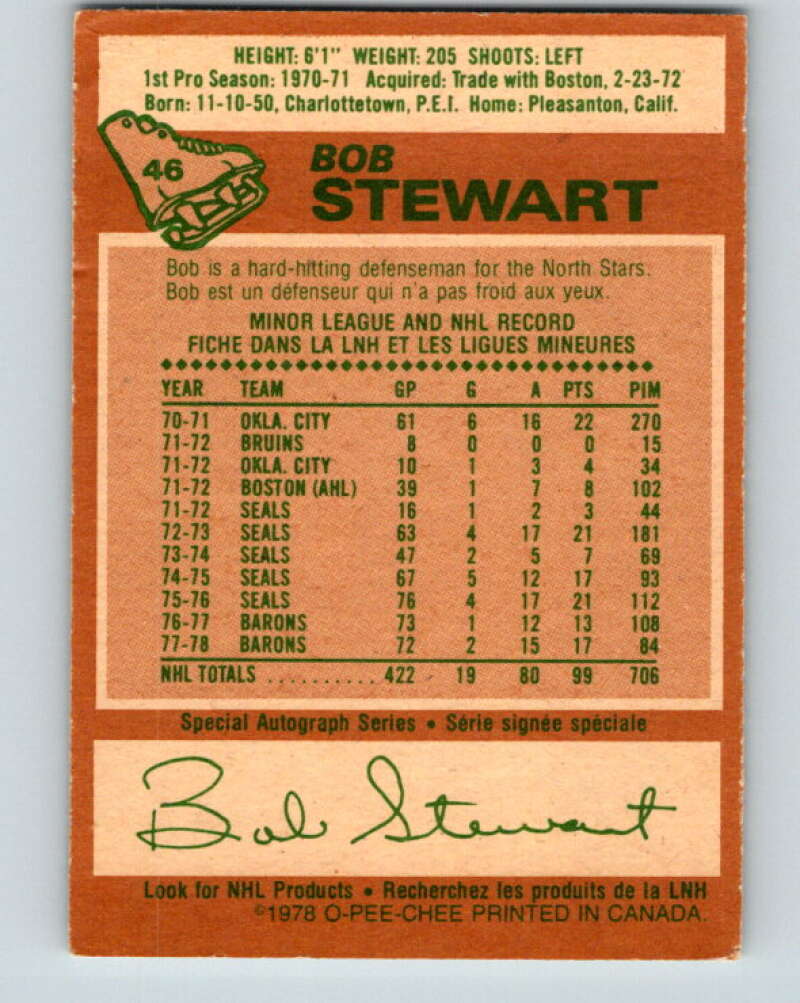 HEIGHT: 6'1" WEIGHT: 205 SHOOTS: LEFT
1st Pro Season: 1970-71 Acquired: Trade with Boston, 2-23-72
Born: 11-10-50, Charlottetown, P.E.I. Home: Pleasanton, Calif.
46
BOB
STEWART
Bob is a hard-hitting defenseman for the North Stars.
Bob est un défenseur qui n'a pas froid aux yeux.
MINOR LEAGUE AND NHL RECORD
FICHE DANS LA LNH ET LES LIGUES MINEURES
YEAR TEAM GP G A PTS PIM
70-71 OKLA. CITY 61 6 16 22 270
71-72 BRUINS 8 0 0 0 15
71-72 OKLA. CITY 10 1 3 4 34
71-72 BOSTON (AHL) 39 1 7 8 102
71-72 SEALS 16 1 2 3 44
72-73 SEALS 63 4 17 21 181
73-74 SEALS 47 2 5 7 69
74-75 SEALS 67 5 12 17 93
75-76 SEALS 76 4 17 21 112
76-77 BARONS 73 1 12 13 108
77-78 BARONS 72 2 15 17 84
NHL TOTALS .......... 422 19 80 99 706
Special Autograph Series • Série signée spéciale
Bob Stewart
Look for NHL Products • Recherchez les produits de la LNH
©1978 O-PEE-CHEE PRINTED IN CANADA.